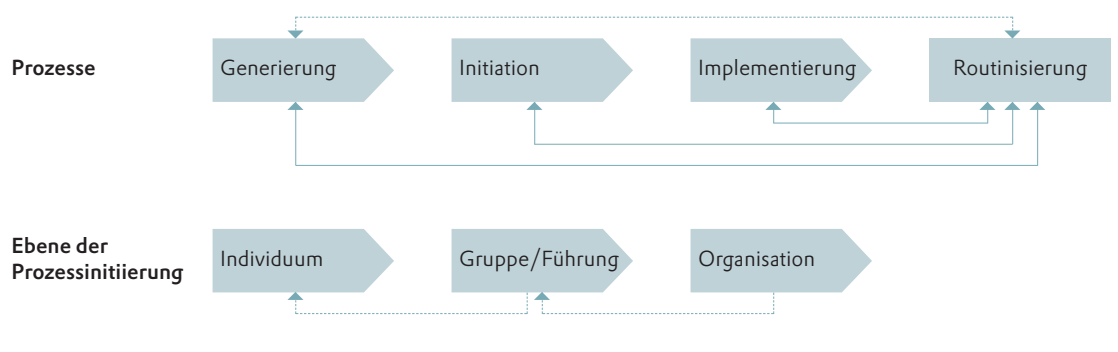 Prozesse
Generierung
Initiation
Implementierung
Routinisierung
Ebene der
Prozessinitiierung
Individuum
Gruppe/Führung
Organisation